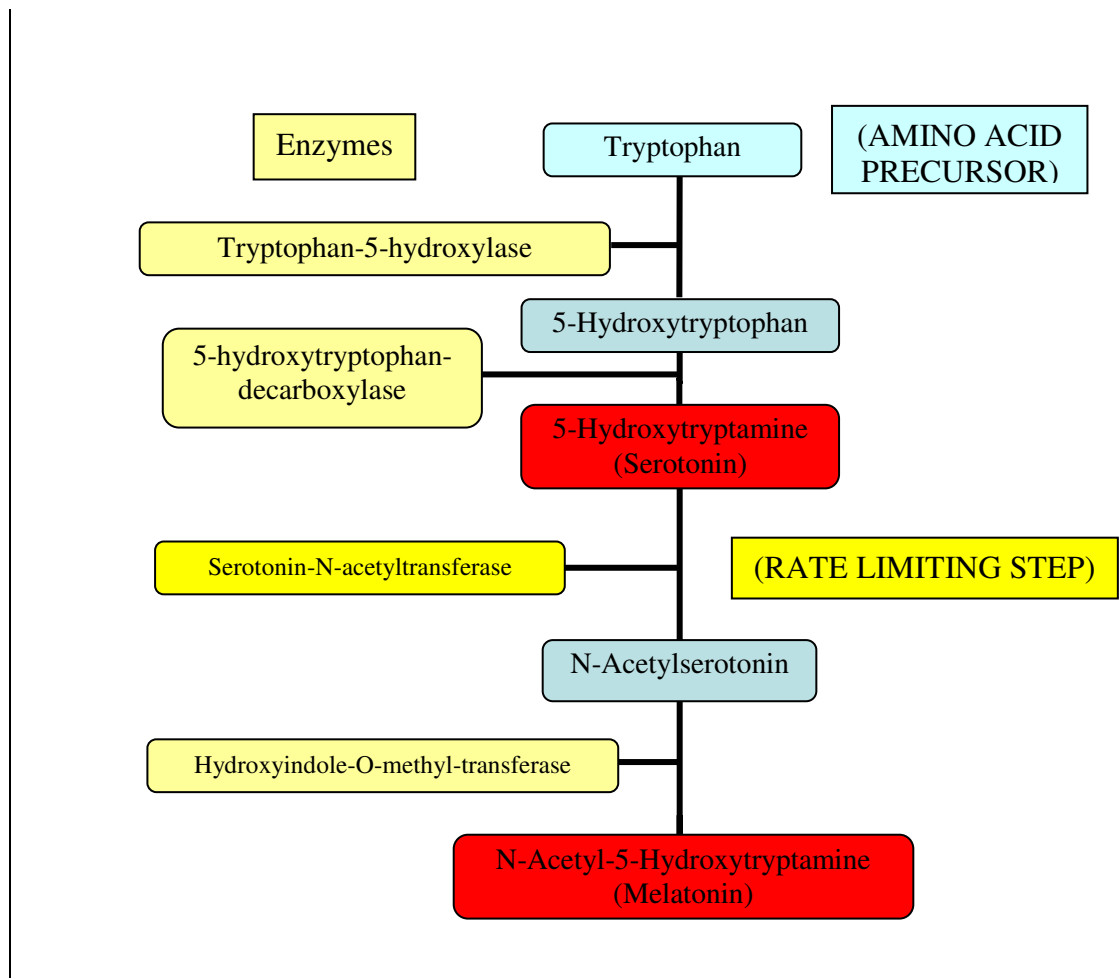 Enzymes
Tryptophan
(AMINO ACID
PRECURSOR)
Tryptophan-5-hydroxylase
5-Hydroxytryptophan
5-hydroxytryptophan-
decarboxylase
5-Hydroxytryptamine
(Serotonin)
Serotonin-N-acetyltransferase
(RATE LIMITING STEP)
N-Acetylserotonin
Hydroxyindole-O-methyl-transferase
N-Acetyl-5-Hydroxytryptamine
(Melatonin)